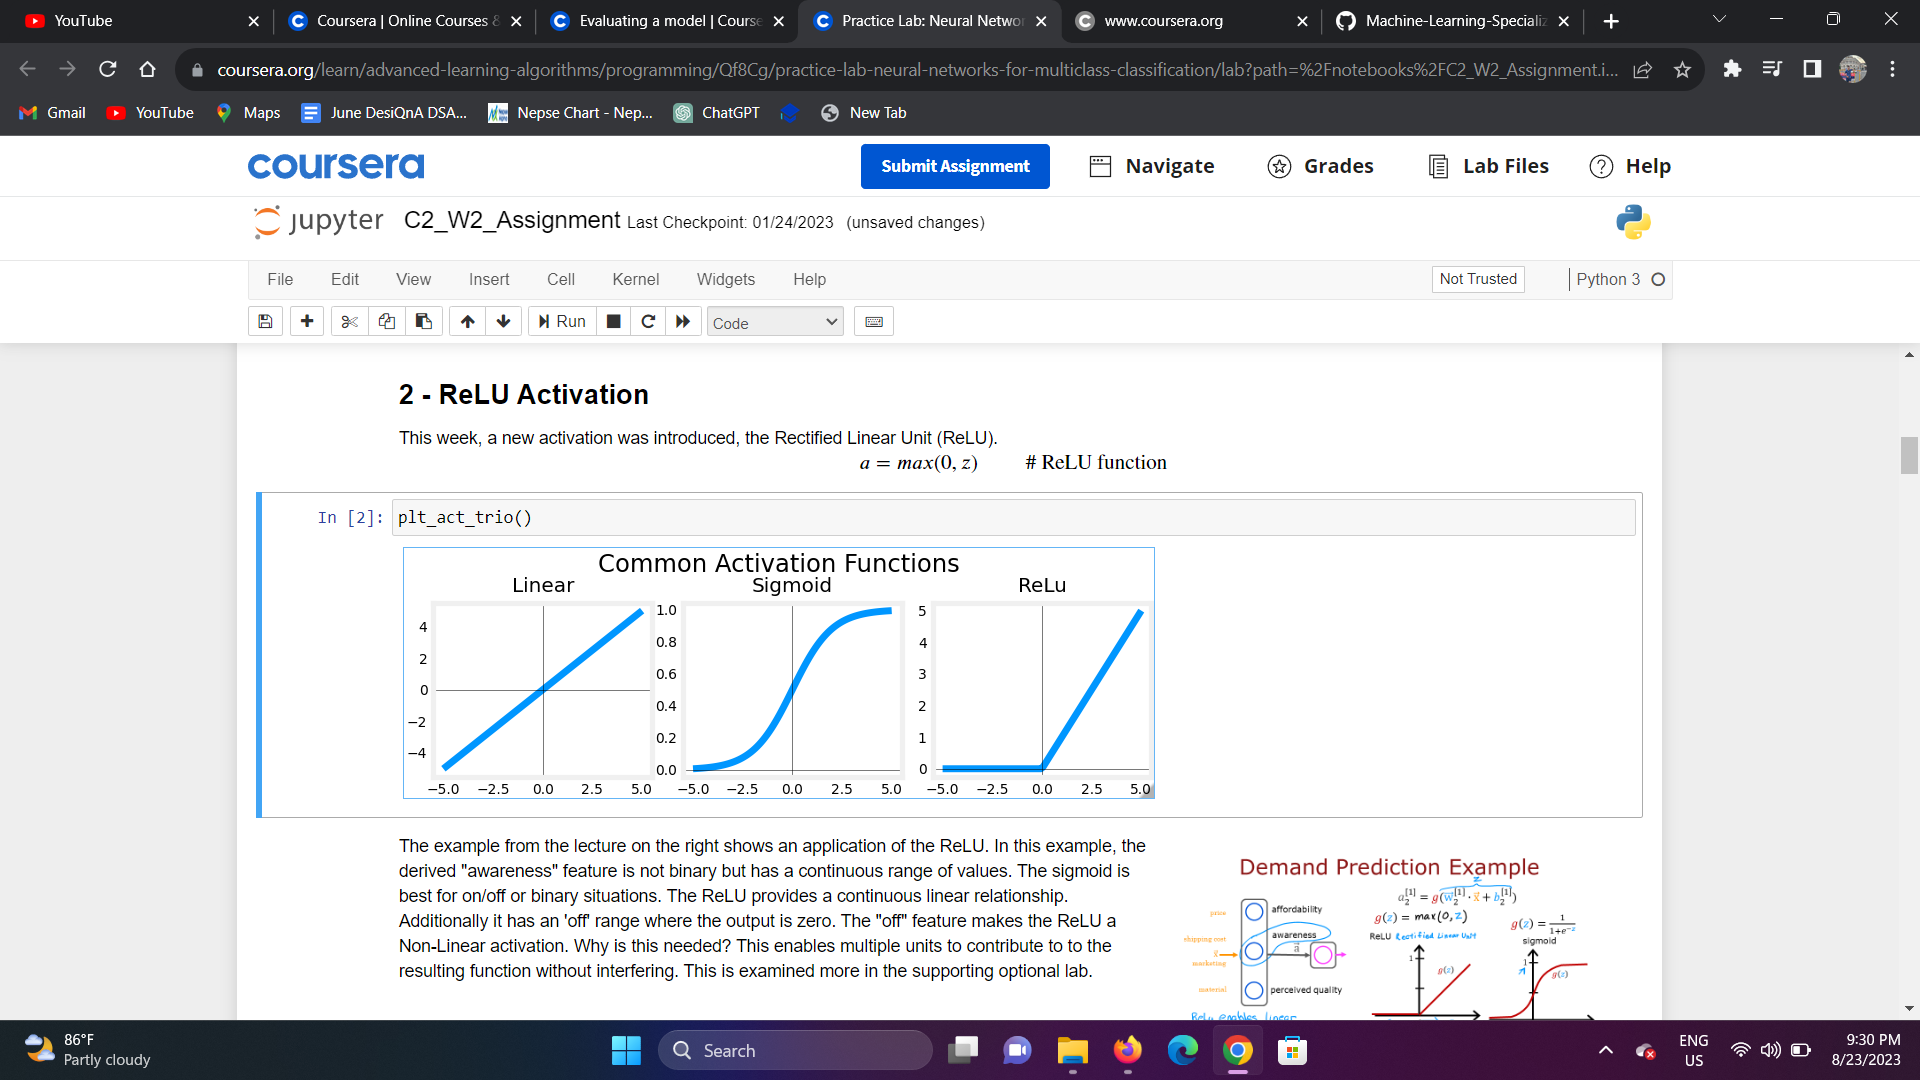 YouTube
Coursera | Online Courses &
Evaluating a model | Course
Practice Lab: Neural Networ
www.coursera.org
Machine-Learning-Specializ
coursera.org/learn/advanced-learning-algorithms/programming/Qf8Cg/practice-lab-neural-networks-for-multiclass-classification/lab?path=%2Fnotebooks%2FC2_W2_Assignment.i...
Gmail
YouTube
Maps
June DesiQnA DSA...
Nepse Chart - Nep...
ChatGPT
New Tab
coursera
Submit Assignment
Navigate
Grades
Lab Files
Help
jupyter C2_W2_Assignment Last Checkpoint: 01/24/2023 (unsaved changes)
File Edit View Insert Cell Kernel Widgets Help
Not Trusted
Python 3
Run
Code
2 - ReLU Activation
This week, a new activation was introduced, the Rectified Linear Unit (ReLU).
a = max(0, z) # ReLU function
In [2]: plt_act_trio()
Common Activation Functions
Linear
4
2
0
−2
−4
−5.0 −2.5 0.0 2.5 5.0
Sigmoid
1.0
0.8
0.6
0.4
0.2
0.0
−5.0 −2.5 0.0 2.5 5.0
ReLu
5
4
3
2
1
0
−5.0 −2.5 0.0 2.5 5.0
The example from the lecture on the right shows an application of the ReLU. In this example, the
derived "awareness" feature is not binary but has a continuous range of values. The sigmoid is
best for on/off or binary situations. The ReLU provides a continuous linear relationship.
Additionally it has an 'off' range where the output is zero. The "off" feature makes the ReLU a
Non-Linear activation. Why is this needed? This enables multiple units to contribute to to the
resulting function without interfering. This is examined more in the supporting optional lab.
Demand Prediction Example
z
a₂^[1] = g(w₂^[1] · x + b₂^[1])
price
shipping cost
x
marketing
material
affordability
awareness
a
perceived quality
g(z) = max(0,z)
ReLU Rectified Linear Unit
1
g(z)
g(z) = 1/1+e^-z
sigmoid
1
g(z)
ReLu enables linear
86°F
Partly cloudy
Search
ENG
US
9:30 PM
8/23/2023